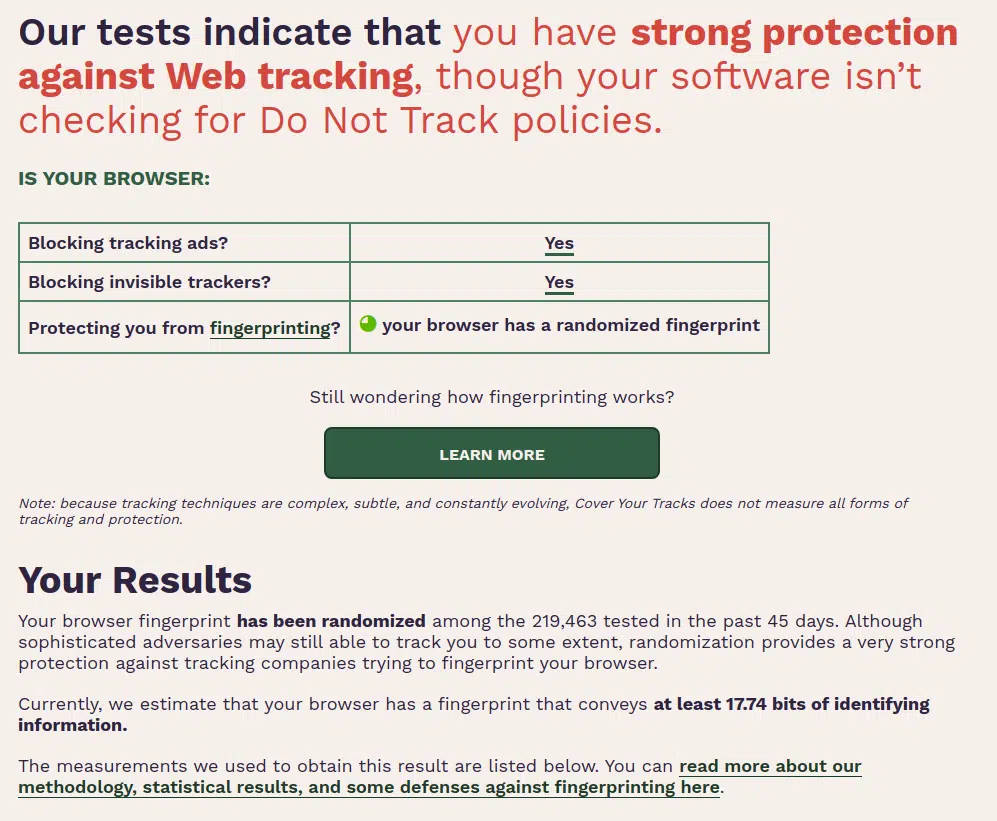 Our tests indicate that you have strong protection
against Web tracking, though your software isn’t
checking for Do Not Track policies.
IS YOUR BROWSER:
Blocking tracking ads? Yes
Blocking invisible trackers? Yes
Protecting you from fingerprinting? your browser has a randomized fingerprint
Still wondering how fingerprinting works?
LEARN MORE
Note: because tracking techniques are complex, subtle, and constantly evolving, Cover Your Tracks does not measure all forms of
tracking and protection.
Your Results
Your browser fingerprint has been randomized among the 219,463 tested in the past 45 days. Although
sophisticated adversaries may still able to track you to some extent, randomization provides a very strong
protection against tracking companies trying to fingerprint your browser.
Currently, we estimate that your browser has a fingerprint that conveys at least 17.74 bits of identifying
information.
The measurements we used to obtain this result are listed below. You can read more about our
methodology, statistical results, and some defenses against fingerprinting here.